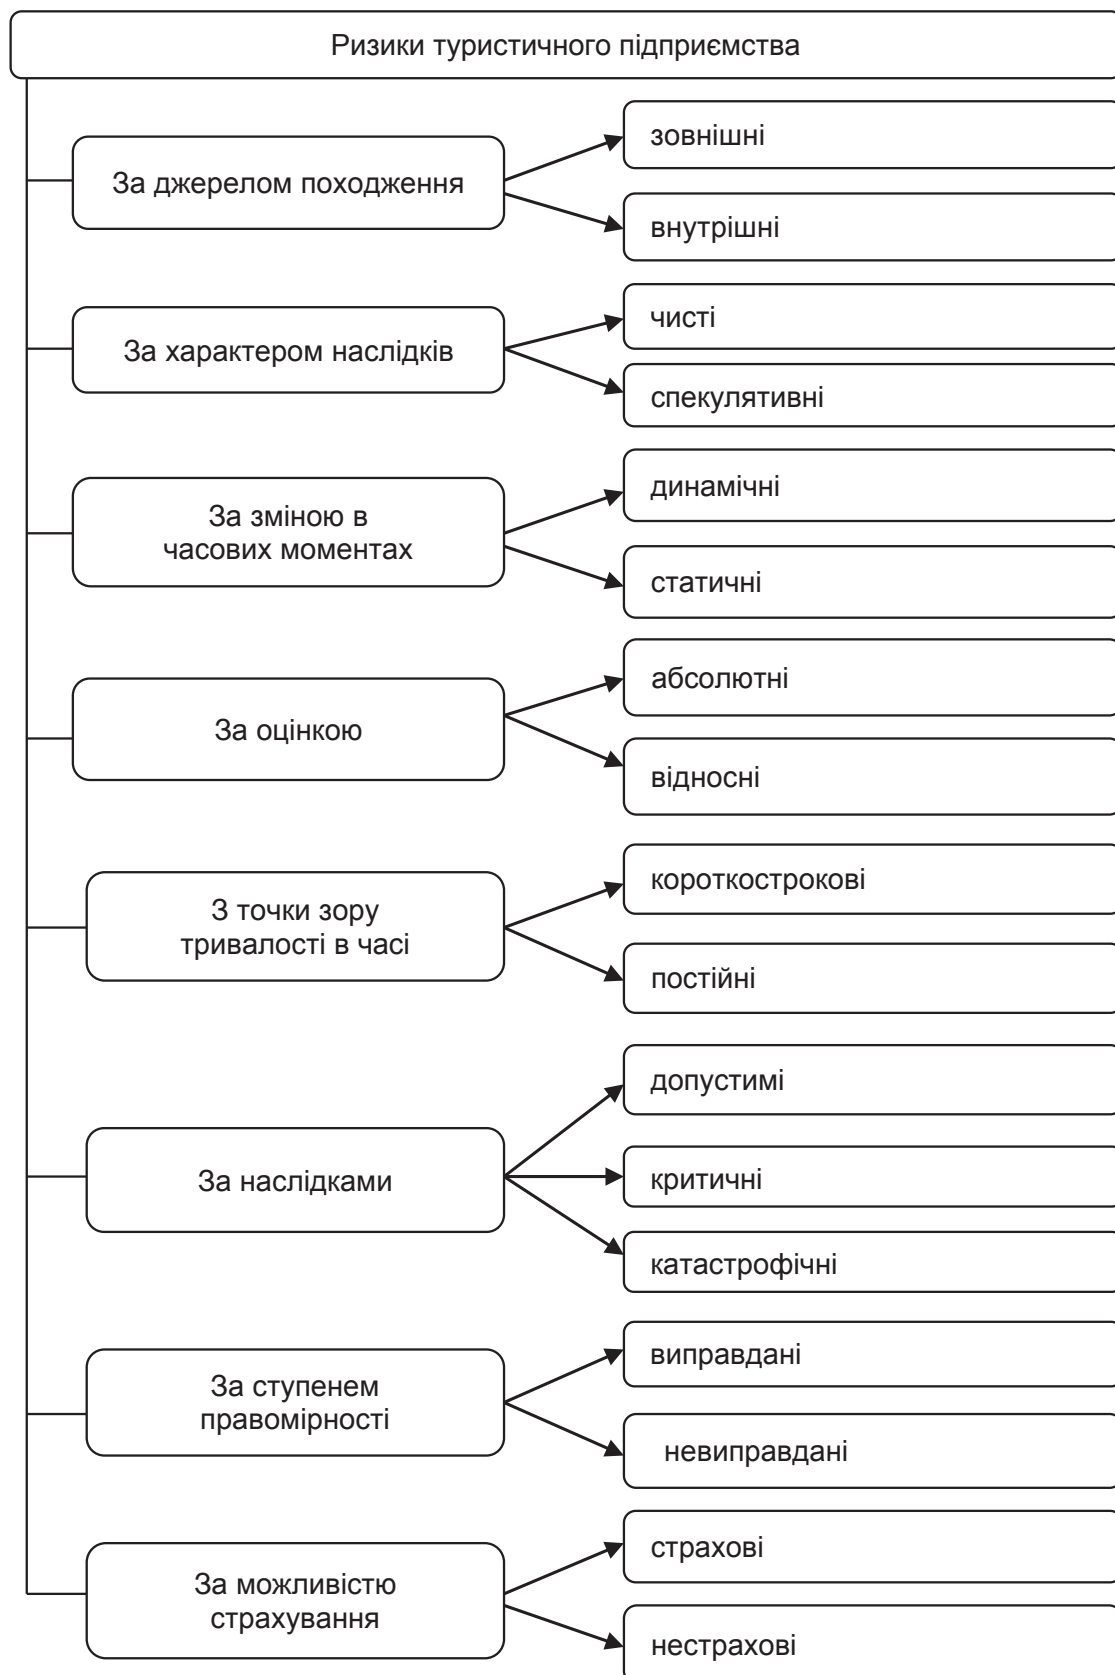 Ризики туристичного підприємства
За джерелом походження
зовнішні
внутрішні
За характером наслідків
чисті
спекулятивні
За зміною в
часових моментах
динамічні
статичні
За оцінкою
абсолютні
відносні
З точки зору
тривалості в часі
короткострокові
постійні
За наслідками
допустимі
критичні
катастрофічні
За ступенем
правомірності
виправдані
невиправдані
За можливістю
страхування
страхові
нестрахові